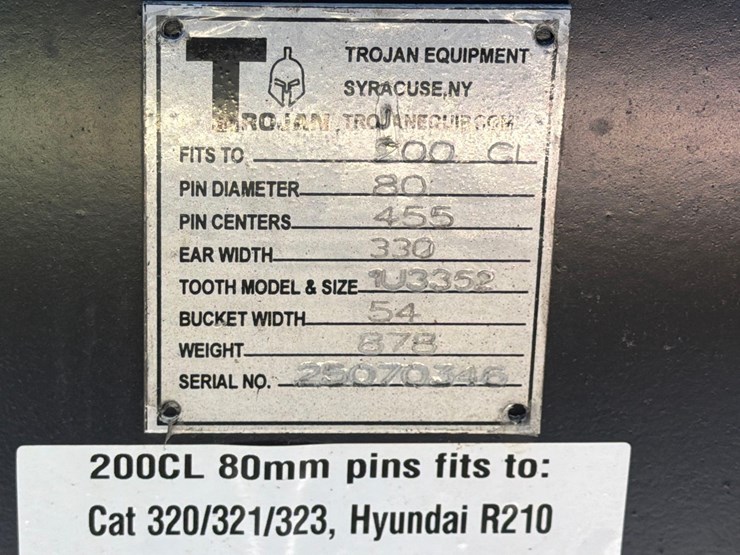 T
TROJAN EQUIPMENT
SYRACUSE,NY
TROJAN TROJANEQUIP.COM
FITS TO 200 CL
PIN DIAMETER 80
PIN CENTERS 455
EAR WIDTH 330
TOOTH MODEL & SIZE 1U3352
BUCKET WIDTH 54
WEIGHT 878
SERIAL NO. 25070346
200CL 80mm pins fits to:
Cat 320/321/323, Hyundai R210